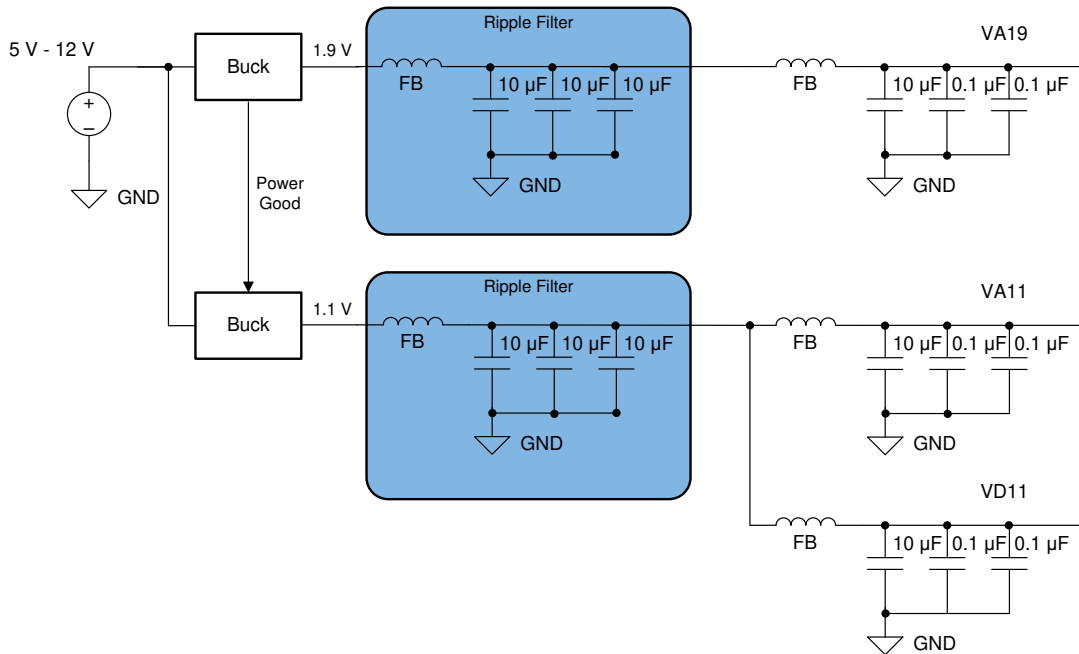 Ripple Filter
5 V - 12 V
Buck
1.9 V
VA19
FB
10 µF 10 µF 10 µF
FB
10 µF 0.1 µF 0.1 µF
+
−
GND
Power
Good
GND
GND
Ripple Filter
Buck
1.1 V
VA11
FB
10 µF 10 µF 10 µF
FB
10 µF 0.1 µF 0.1 µF
GND
GND
VD11
FB
10 µF 0.1 µF 0.1 µF
GND